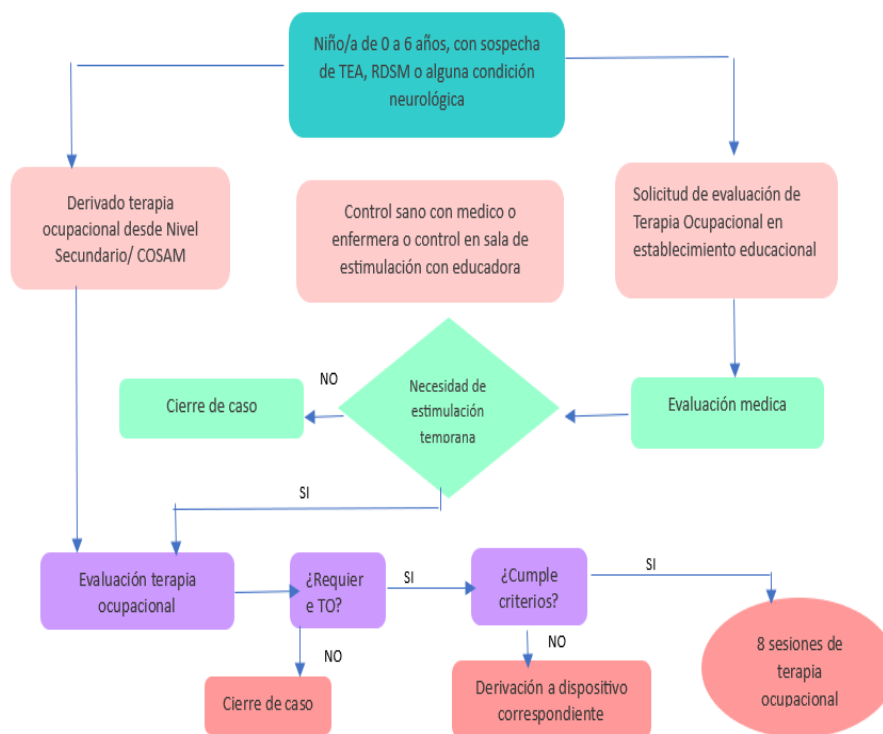 Niño/a de 0 a 6 años, con sospecha
de TEA, RDSM o alguna condición
neurológica
Derivado terapia
ocupacional desde Nivel
Secundario/ COSAM
Control sano con medico o
enfermera o control en sala de
estimulación con educadora
Solicitud de evaluación de
Terapia Ocupacional en
establecimiento educacional
Cierre de caso
NO
Necesidad de
estimulación
temorana
Evaluación medica
SI
Evaluación terapia
ocupacional
¿Requier
e TO?
SI
¿Cumple
criterios?
SI
NO
NO
Cierre de caso
Derivación a dispositivo
correspondiente
8 sesiones de
terapia
ocupacional